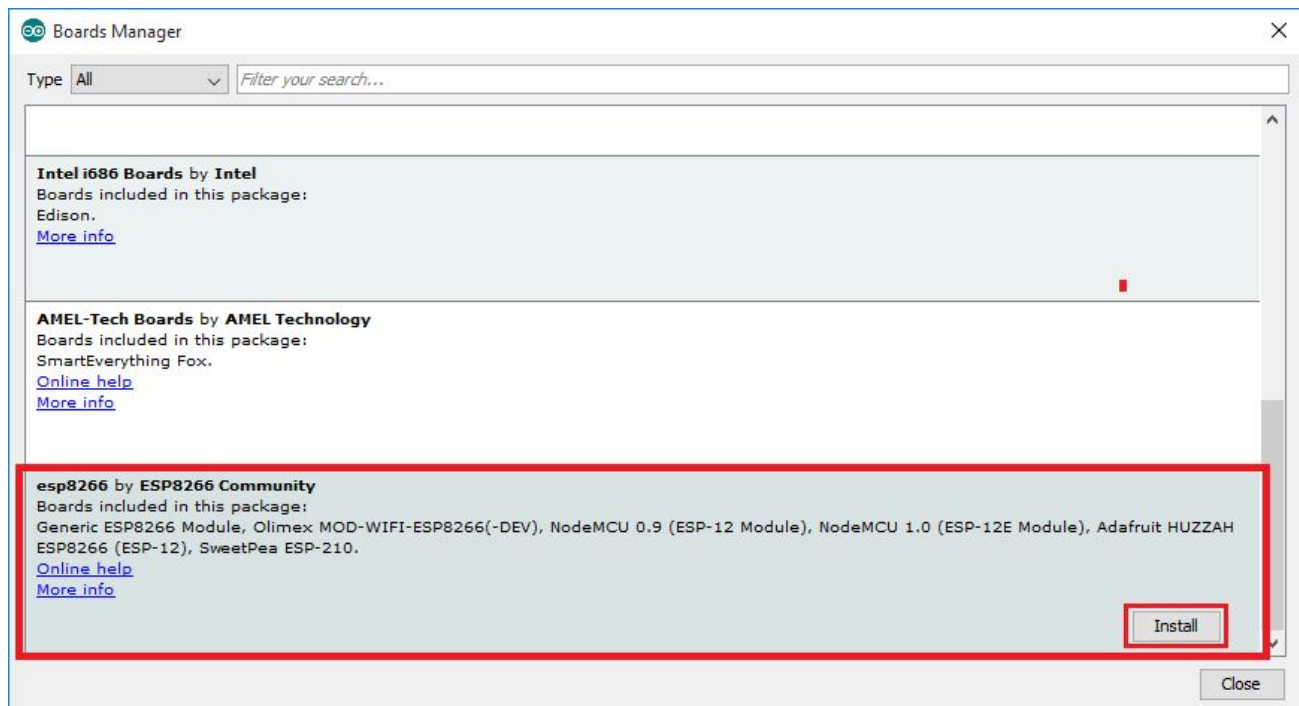 Boards Manager
Type All Filter your search...
Intel i686 Boards by Intel
Boards included in this package:
Edison.
More info
AMEL-Tech Boards by AMEL Technology
Boards included in this package:
SmartEverything Fox.
Online help
More info
esp8266 by ESP8266 Community
Boards included in this package:
Generic ESP8266 Module, Olimex MOD-WIFI-ESP8266(-DEV), NodeMCU 0.9 (ESP-12 Module), NodeMCU 1.0 (ESP-12E Module), Adafruit HUZZAH
ESP8266 (ESP-12), SweetPea ESP-210.
Online help
More info
Install
Close